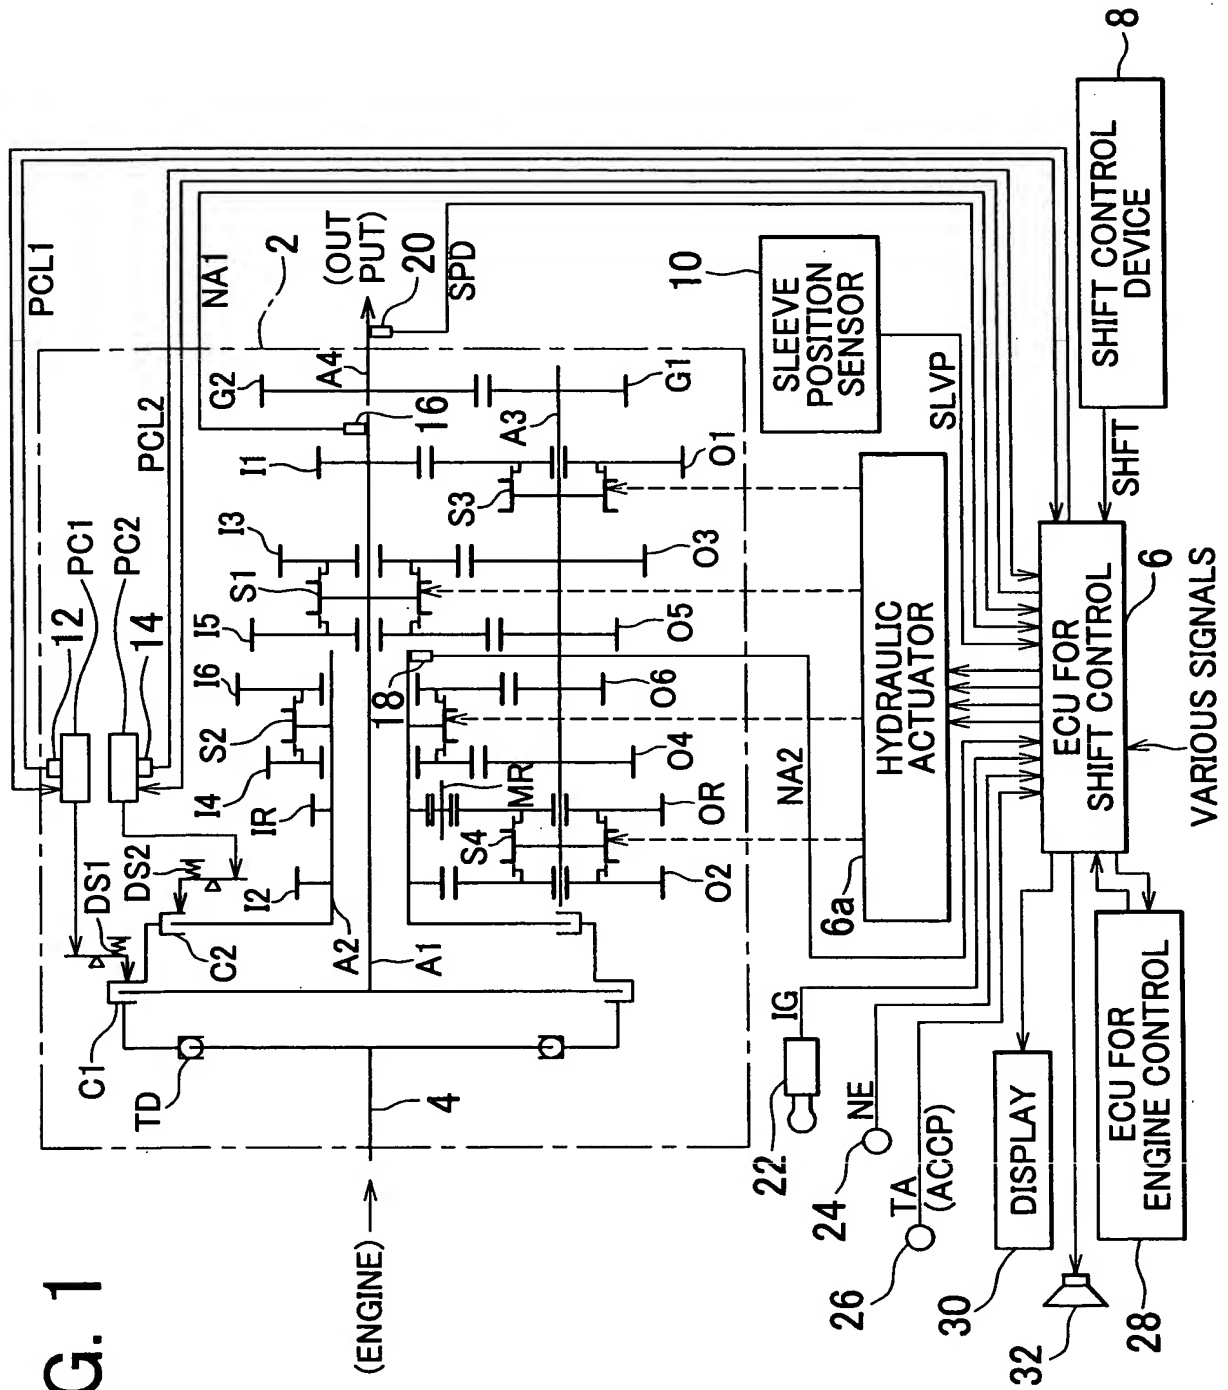 G. 1
PCL1
NA1
(OUT
PUT)
2
20
SPD
G2
A4
G1
16
A3
PCL2
I1
O1
S3
I3
S1
O3
I5
O5
I6
18
O6
S2
I4
O4
IR
MR
OR
S4
I2
O2
PC1
12
PC2
14
DS1
DS2
C2
C1
A2
A1
TD
4
(ENGINE)
10
SLEEVE
POSITION
SENSOR
SLVP
8
SHIFT CONTROL
DEVICE
SHFT
HYDRAULIC
ACTUATOR
6a
NA2
ECU FOR
SHIFT CONTROL
6
VARIOUS SIGNALS
IG
22
NE
24
TA
(ACCP)
26
DISPLAY
30
32
ECU FOR
ENGINE CONTROL
28